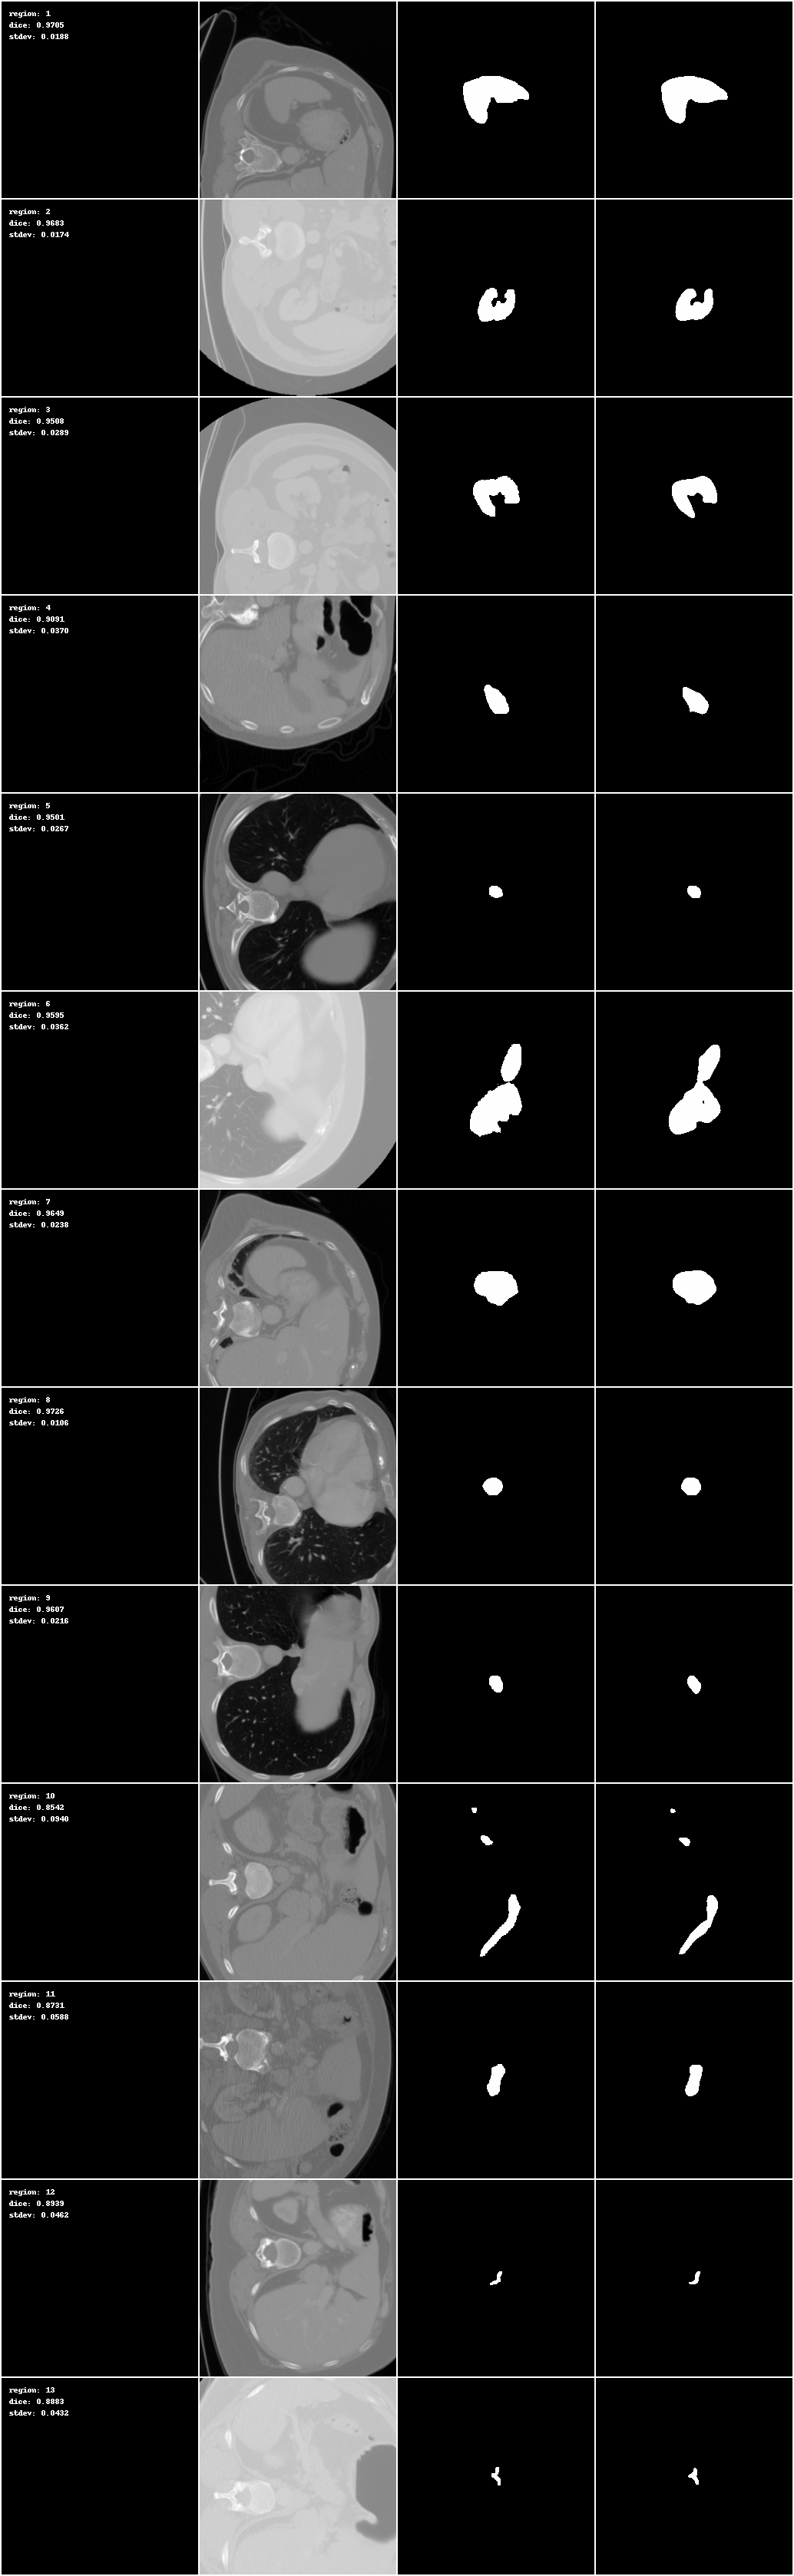 region: 1
dice: 0.9705
stdev: 0.0188
region: 2
dice: 0.9683
stdev: 0.0174
region: 3
dice: 0.9508
stdev: 0.0289
region: 4
dice: 0.9091
stdev: 0.0370
region: 5
dice: 0.9501
stdev: 0.0267
region: 6
dice: 0.9595
stdev: 0.0362
region: 7
dice: 0.9649
stdev: 0.0238
region: 8
dice: 0.9726
stdev: 0.0106
region: 9
dice: 0.9607
stdev: 0.0216
region: 10
dice: 0.8542
stdev: 0.0940
region: 11
dice: 0.8731
stdev: 0.0588
region: 12
dice: 0.8939
stdev: 0.0462
region: 13
dice: 0.8883
stdev: 0.0432